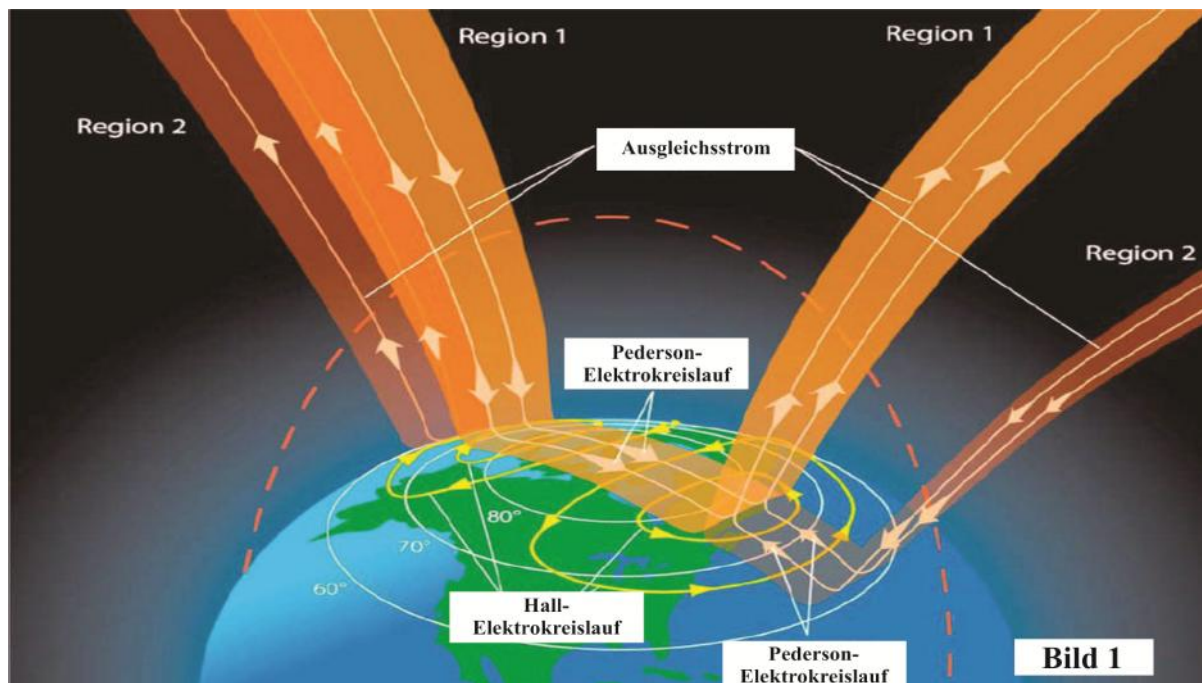 Region 1
Region 1
Region 2
Ausgleichsstrom
Region 2
Pederson-
Elektrokreislauf
80°
70°
60°
Hall-
Elektrokreislauf
Pederson-
Elektrokreislauf
Bild 1